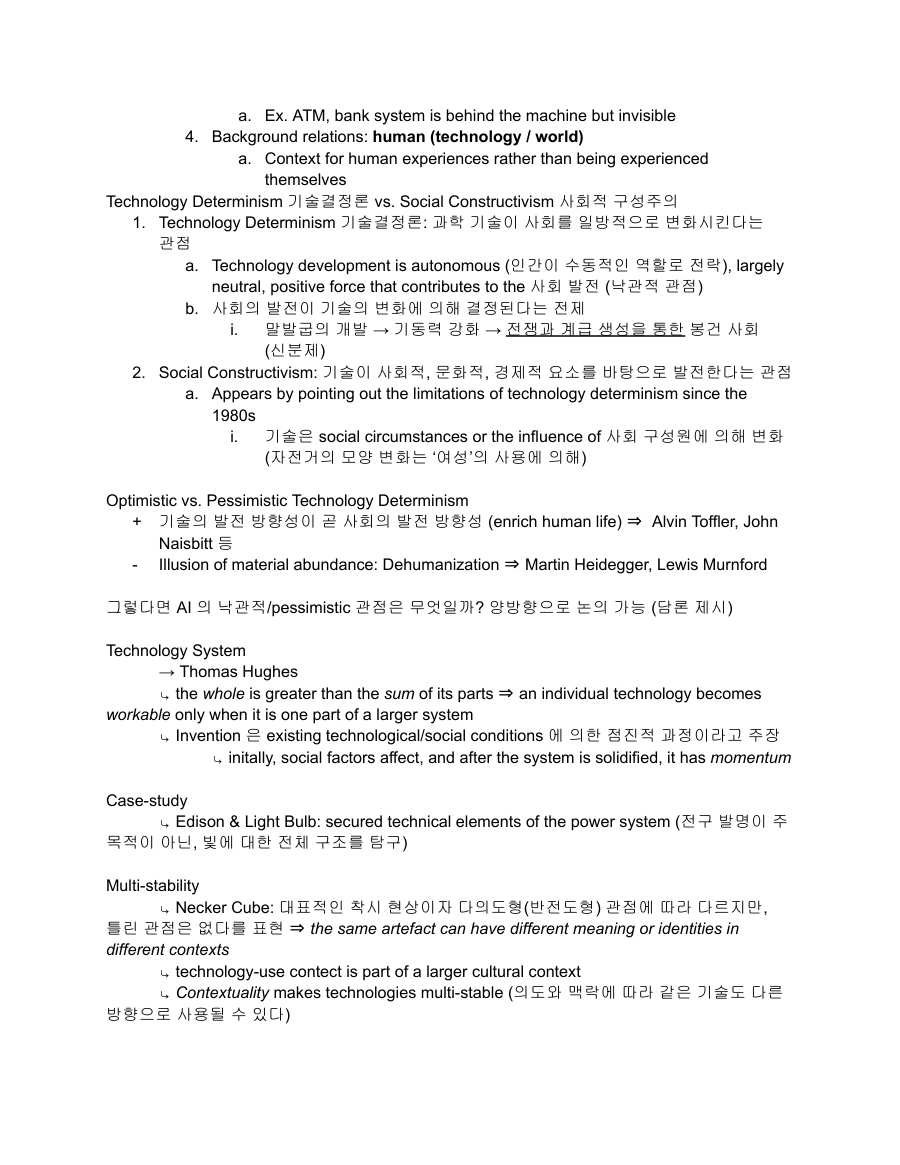 a. Ex. ATM, bank system is behind the machine but invisible
4. Background relations: human (technology / world)
a. Context for human experiences rather than being experienced
themselves
Technology Determinism 기술결정론 vs. Social Constructivism 사회적 구성주의
1. Technology Determinism 기술결정론: 과학 기술이 사회를 일방적으로 변화시킨다는
관점
a. Technology development is autonomous (인간이 수동적인 역할로 전락), largely
neutral, positive force that contributes to the 사회 발전 (낙관적 관점)
b. 사회의 발전이 기술의 변화에 의해 결정된다는 전제
i. 말발굽의 개발 → 기동력 강화 → 전쟁과 계급 생성을 통한 봉건 사회
(신분제)
2. Social Constructivism: 기술이 사회적, 문화적, 경제적 요소를 바탕으로 발전한다는 관점
a. Appears by pointing out the limitations of technology determinism since the
1980s
i. 기술은 social circumstances or the influence of 사회 구성원에 의해 변화
(자전거의 모양 변화는 ‘여성’의 사용에 의해)
Optimistic vs. Pessimistic Technology Determinism
+ 기술의 발전 방향성이 곧 사회의 발전 방향성 (enrich human life) ⇒ Alvin Toffler, John
Naisbitt 등
- Illusion of material abundance: Dehumanization ⇒ Martin Heidegger, Lewis Murnford
그렇다면 AI 의 낙관적/pessimistic 관점은 무엇일까? 양방향으로 논의 가능 (담론 제시)
Technology System
→ Thomas Hughes
⤷ the whole is greater than the sum of its parts ⇒ an individual technology becomes
workable only when it is one part of a larger system
⤷ Invention 은 existing technological/social conditions 에 의한 점진적 과정이라고 주장
⤷ initally, social factors affect, and after the system is solidified, it has momentum
Case-study
⤷ Edison & Light Bulb: secured technical elements of the power system (전구 발명이 주
목적이 아닌, 빛에 대한 전체 구조를 탐구)
Multi-stability
⤷ Necker Cube: 대표적인 착시 현상이자 다의도형(반전도형) 관점에 따라 다르지만,
틀린 관점은 없다를 표현 ⇒ the same artefact can have different meaning or identities in
different contexts
⤷ technology-use contect is part of a larger cultural context
⤷ Contextuality makes technologies multi-stable (의도와 맥락에 따라 같은 기술도 다른
방향으로 사용될 수 있다)